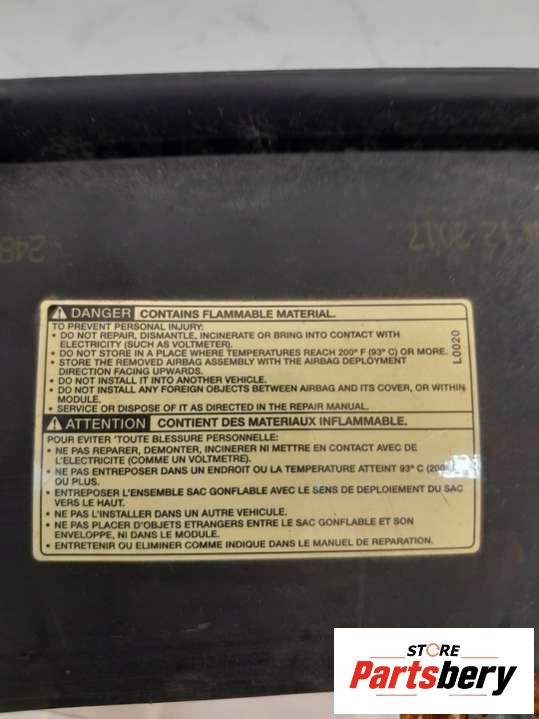 12 2017
248
DANGER CONTAINS FLAMMABLE MATERIAL.
TO PREVENT PERSONAL INJURY:
• DO NOT REPAIR, DISMANTLE, INCINERATE OR BRING INTO CONTACT WITH
ELECTRICITY (SUCH AS VOLTMETER).
• DO NOT STORE IN A PLACE WHERE TEMPERATURES REACH 200° F (93° C) OR MORE.
• STORE THE REMOVED AIRBAG ASSEMBLY WITH THE AIRBAG DEPLOYMENT
DIRECTION FACING UPWARDS.
• DO NOT INSTALL IT INTO ANOTHER VEHICLE.
• DO NOT INSTALL ANY FOREIGN OBJECTS BETWEEN AIRBAG AND ITS COVER, OR WITHIN
MODULE.
• SERVICE OR DISPOSE OF IT AS DIRECTED IN THE REPAIR MANUAL.
L0020
ATTENTION CONTIENT DES MATERIAUX INFLAMMABLE.
POUR EVITER 'TOUTE BLESSURE PERSONNELLE:
• NE PAS REPARER, DEMONTER, INCINERER NI METTRE EN CONTACT AVEC DE
L'ELECTRICITE (COMME UN VOLTMETRE).
• NE PAS ENTREPOSER DANS UN ENDROIT OU LA TEMPERATURE ATTEINT 93° C (200°
OU PLUS.
• ENTREPOSER L'ENSEMBLE SAC GONFLABLE AVEC LE SENS DE DEPLOIEMENT DU SAC
VERS LE HAUT.
• NE PAS L'INSTALLER DANS UN AUTRE VEHICULE.
• NE PAS PLACER D'OBJETS ETRANGERS ENTRE LE SAC GONFLABLE ET SON
ENVELOPPE, NI DANS LE MODULE.
• ENTRETENIR OU ELIMINER COMME INDIQUE DANS LE MANUEL DE REPARATION.
STORE
Partsbery